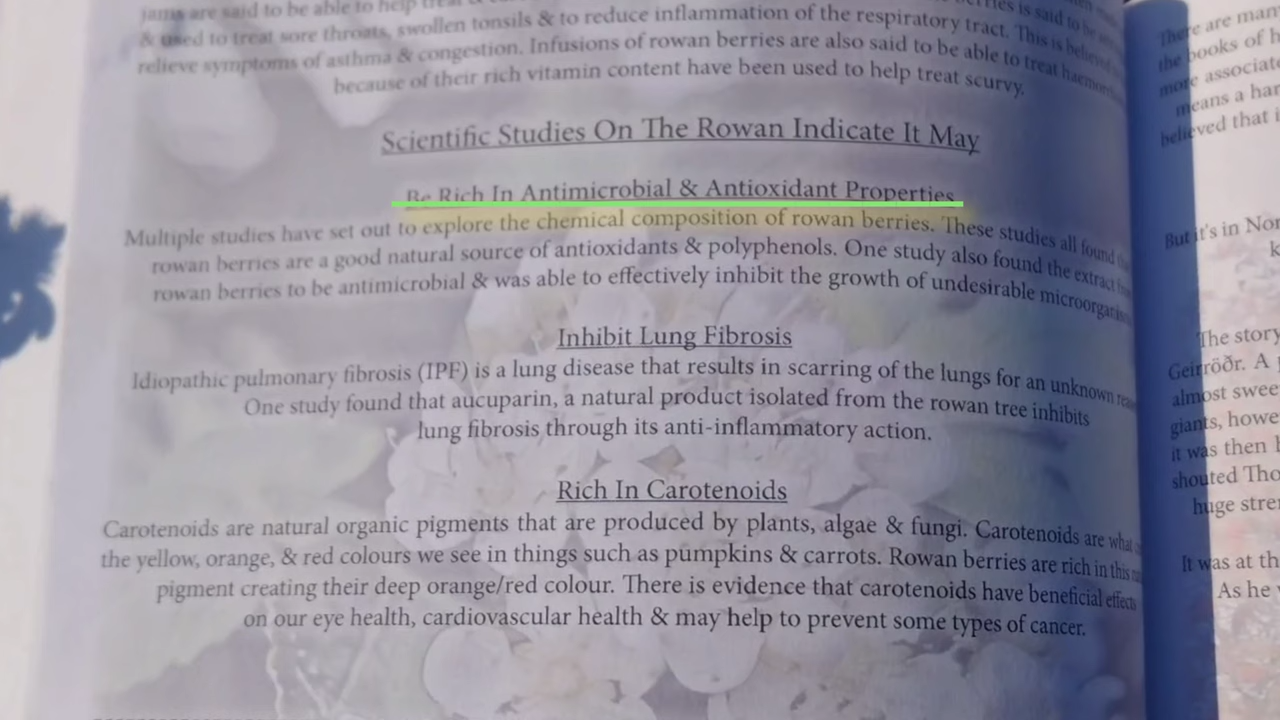 jams are said to be able to help treat
& used to treat sore throats, swollen tonsils & to reduce inflammation of the respiratory tract. This is believed
relieve symptoms of asthma & congestion. Infusions of rowan berries are also said to be able to treat
because of their rich vitamin content have been used to help treat scurvy.
Scientific Studies On The Rowan Indicate It May
Be Rich In Antimicrobial & Antioxidant Properties
Multiple studies have set out to explore the chemical composition of rowan berries. These studies all found
rowan berries are a good natural source of antioxidants & polyphenols. One study also found the extract
rowan berries to be antimicrobial & was able to effectively inhibit the growth of undesirable
Inhibit Lung Fibrosis
Idiopathic pulmonary fibrosis (IPF) is a lung disease that results in scarring of the lungs for an unknown
One study found that aucuparin, a natural product isolated from the rowan tree inhibits
lung fibrosis through its anti-inflammatory action.
Rich In Carotenoids
Carotenoids are natural organic pigments that are produced by plants, algae & fungi. Carotenoids are what
the yellow, orange, & red colours we see in things such as pumpkins & carrots. Rowan berries are rich in this
pigment creating their deep orange/red colour. There is evidence that carotenoids have beneficial effects
on our eye health, cardiovascular health & may help to prevent some types of cancer.
There are man
the books of h
more associate
means a har
believed that i
But it's in Nor
k
The story
Geirröðr. A
almost swee
giants, howe
it was then
shouted Tho
huge stre
It was at th
As he